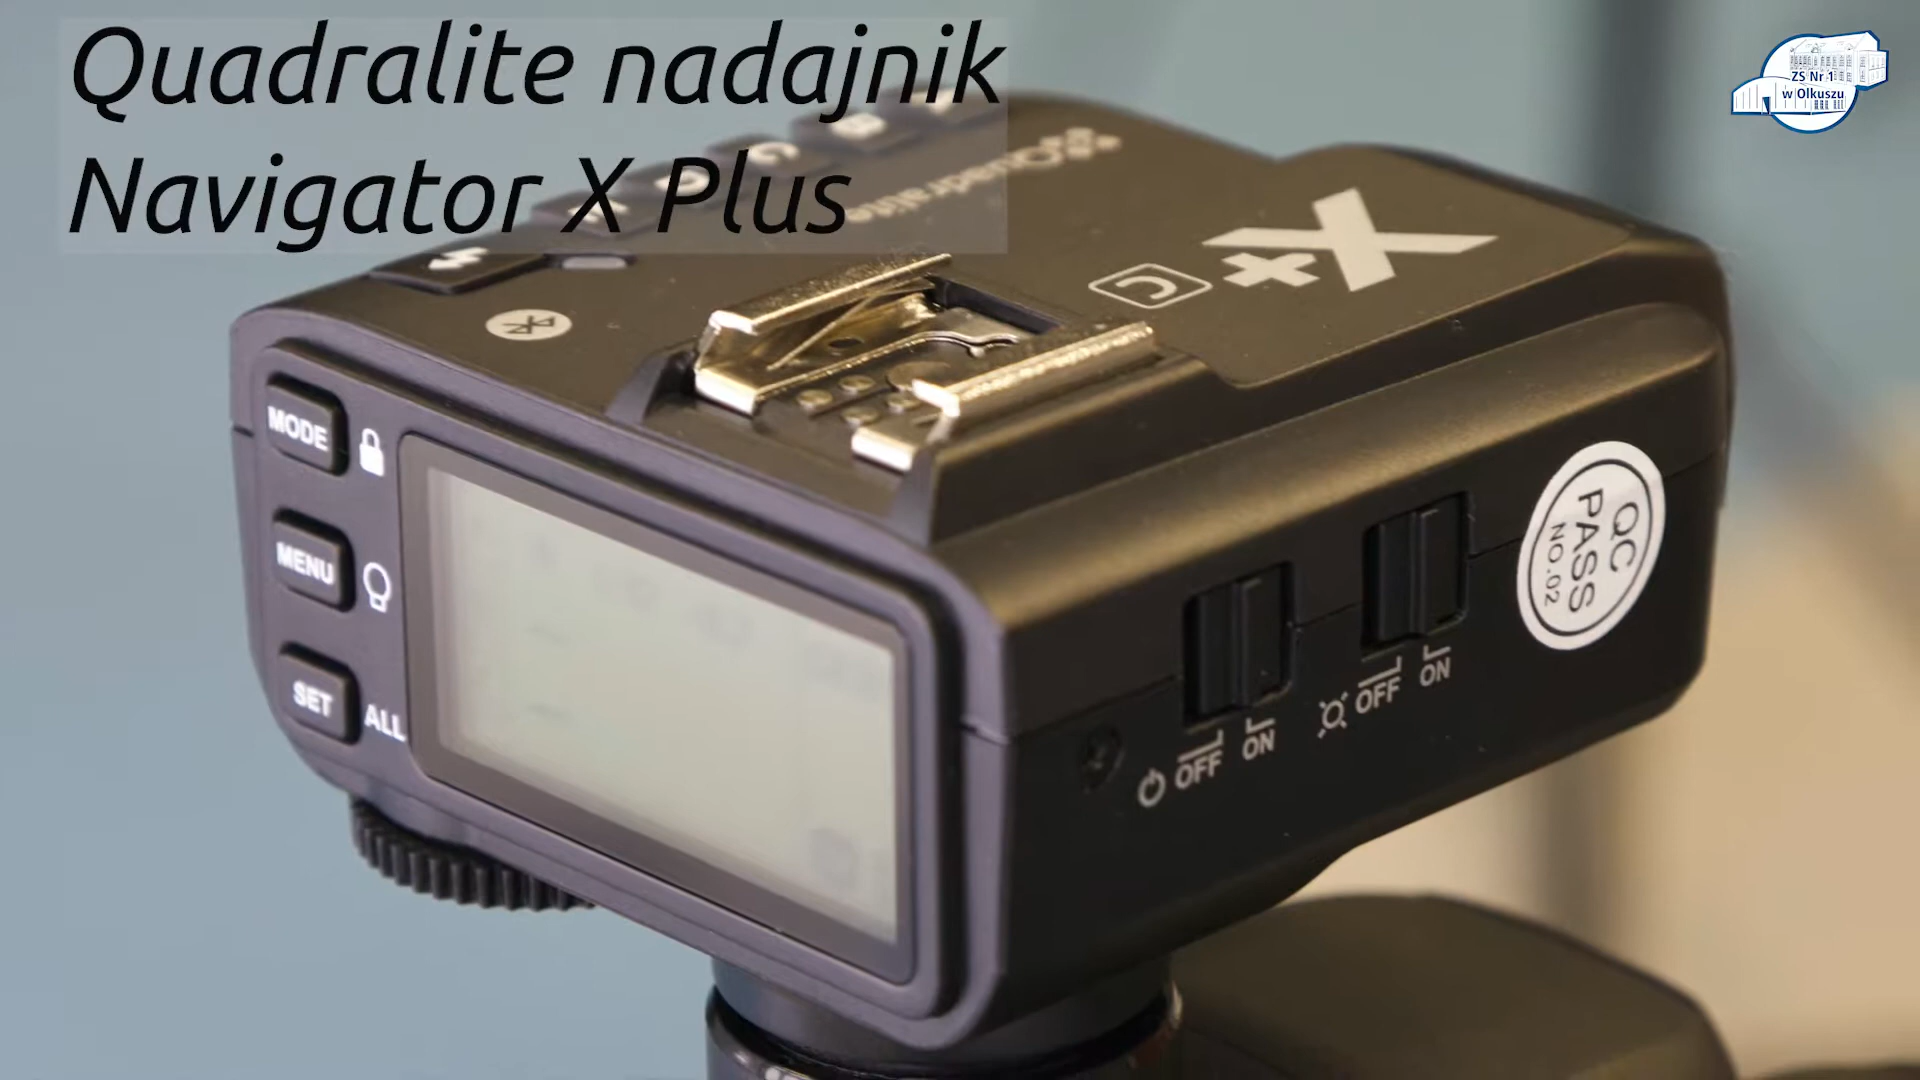 Quadralite nadajnik
Navigator X Plus
ZS Nr 1
w Olkuszu
Quadralite
X+
C
MODE
MENU
SET
ALL
OFF
ON
OFF
ON
QC
PASS
NO.02